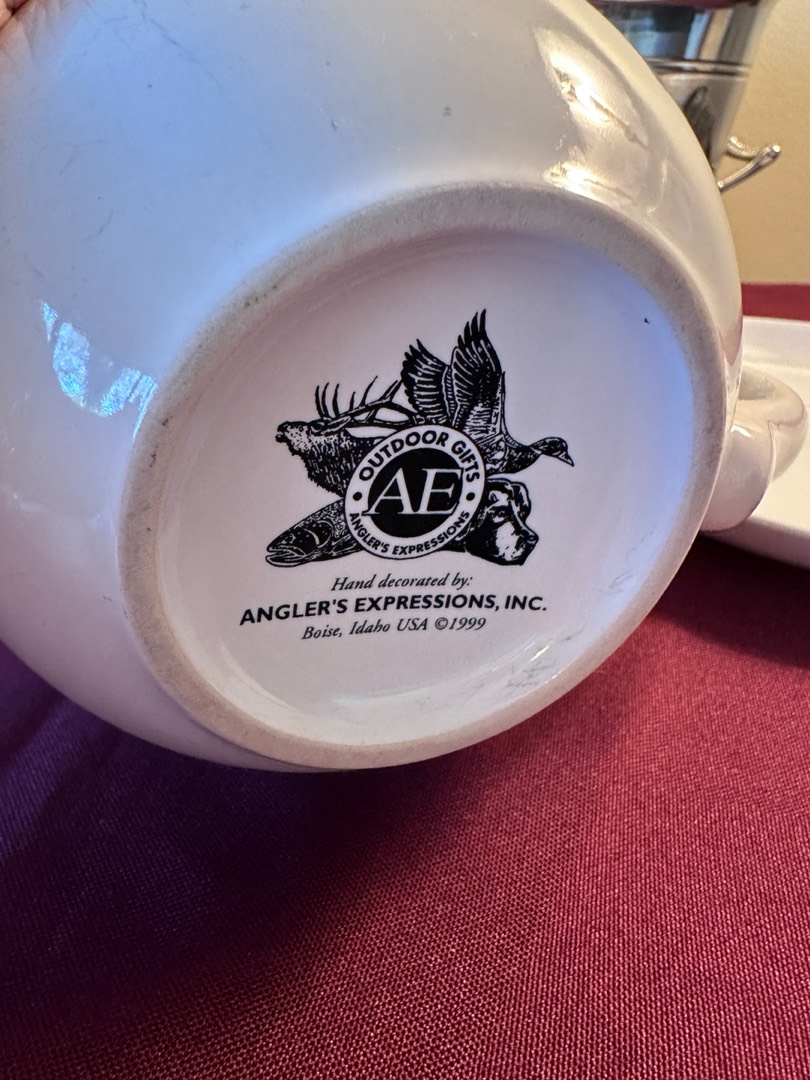 OUTDOOR GIFTS
AE
ANGLER'S EXPRESSIONS
Hand decorated by:
ANGLER'S EXPRESSIONS, INC.
Boise, Idaho USA ©1999